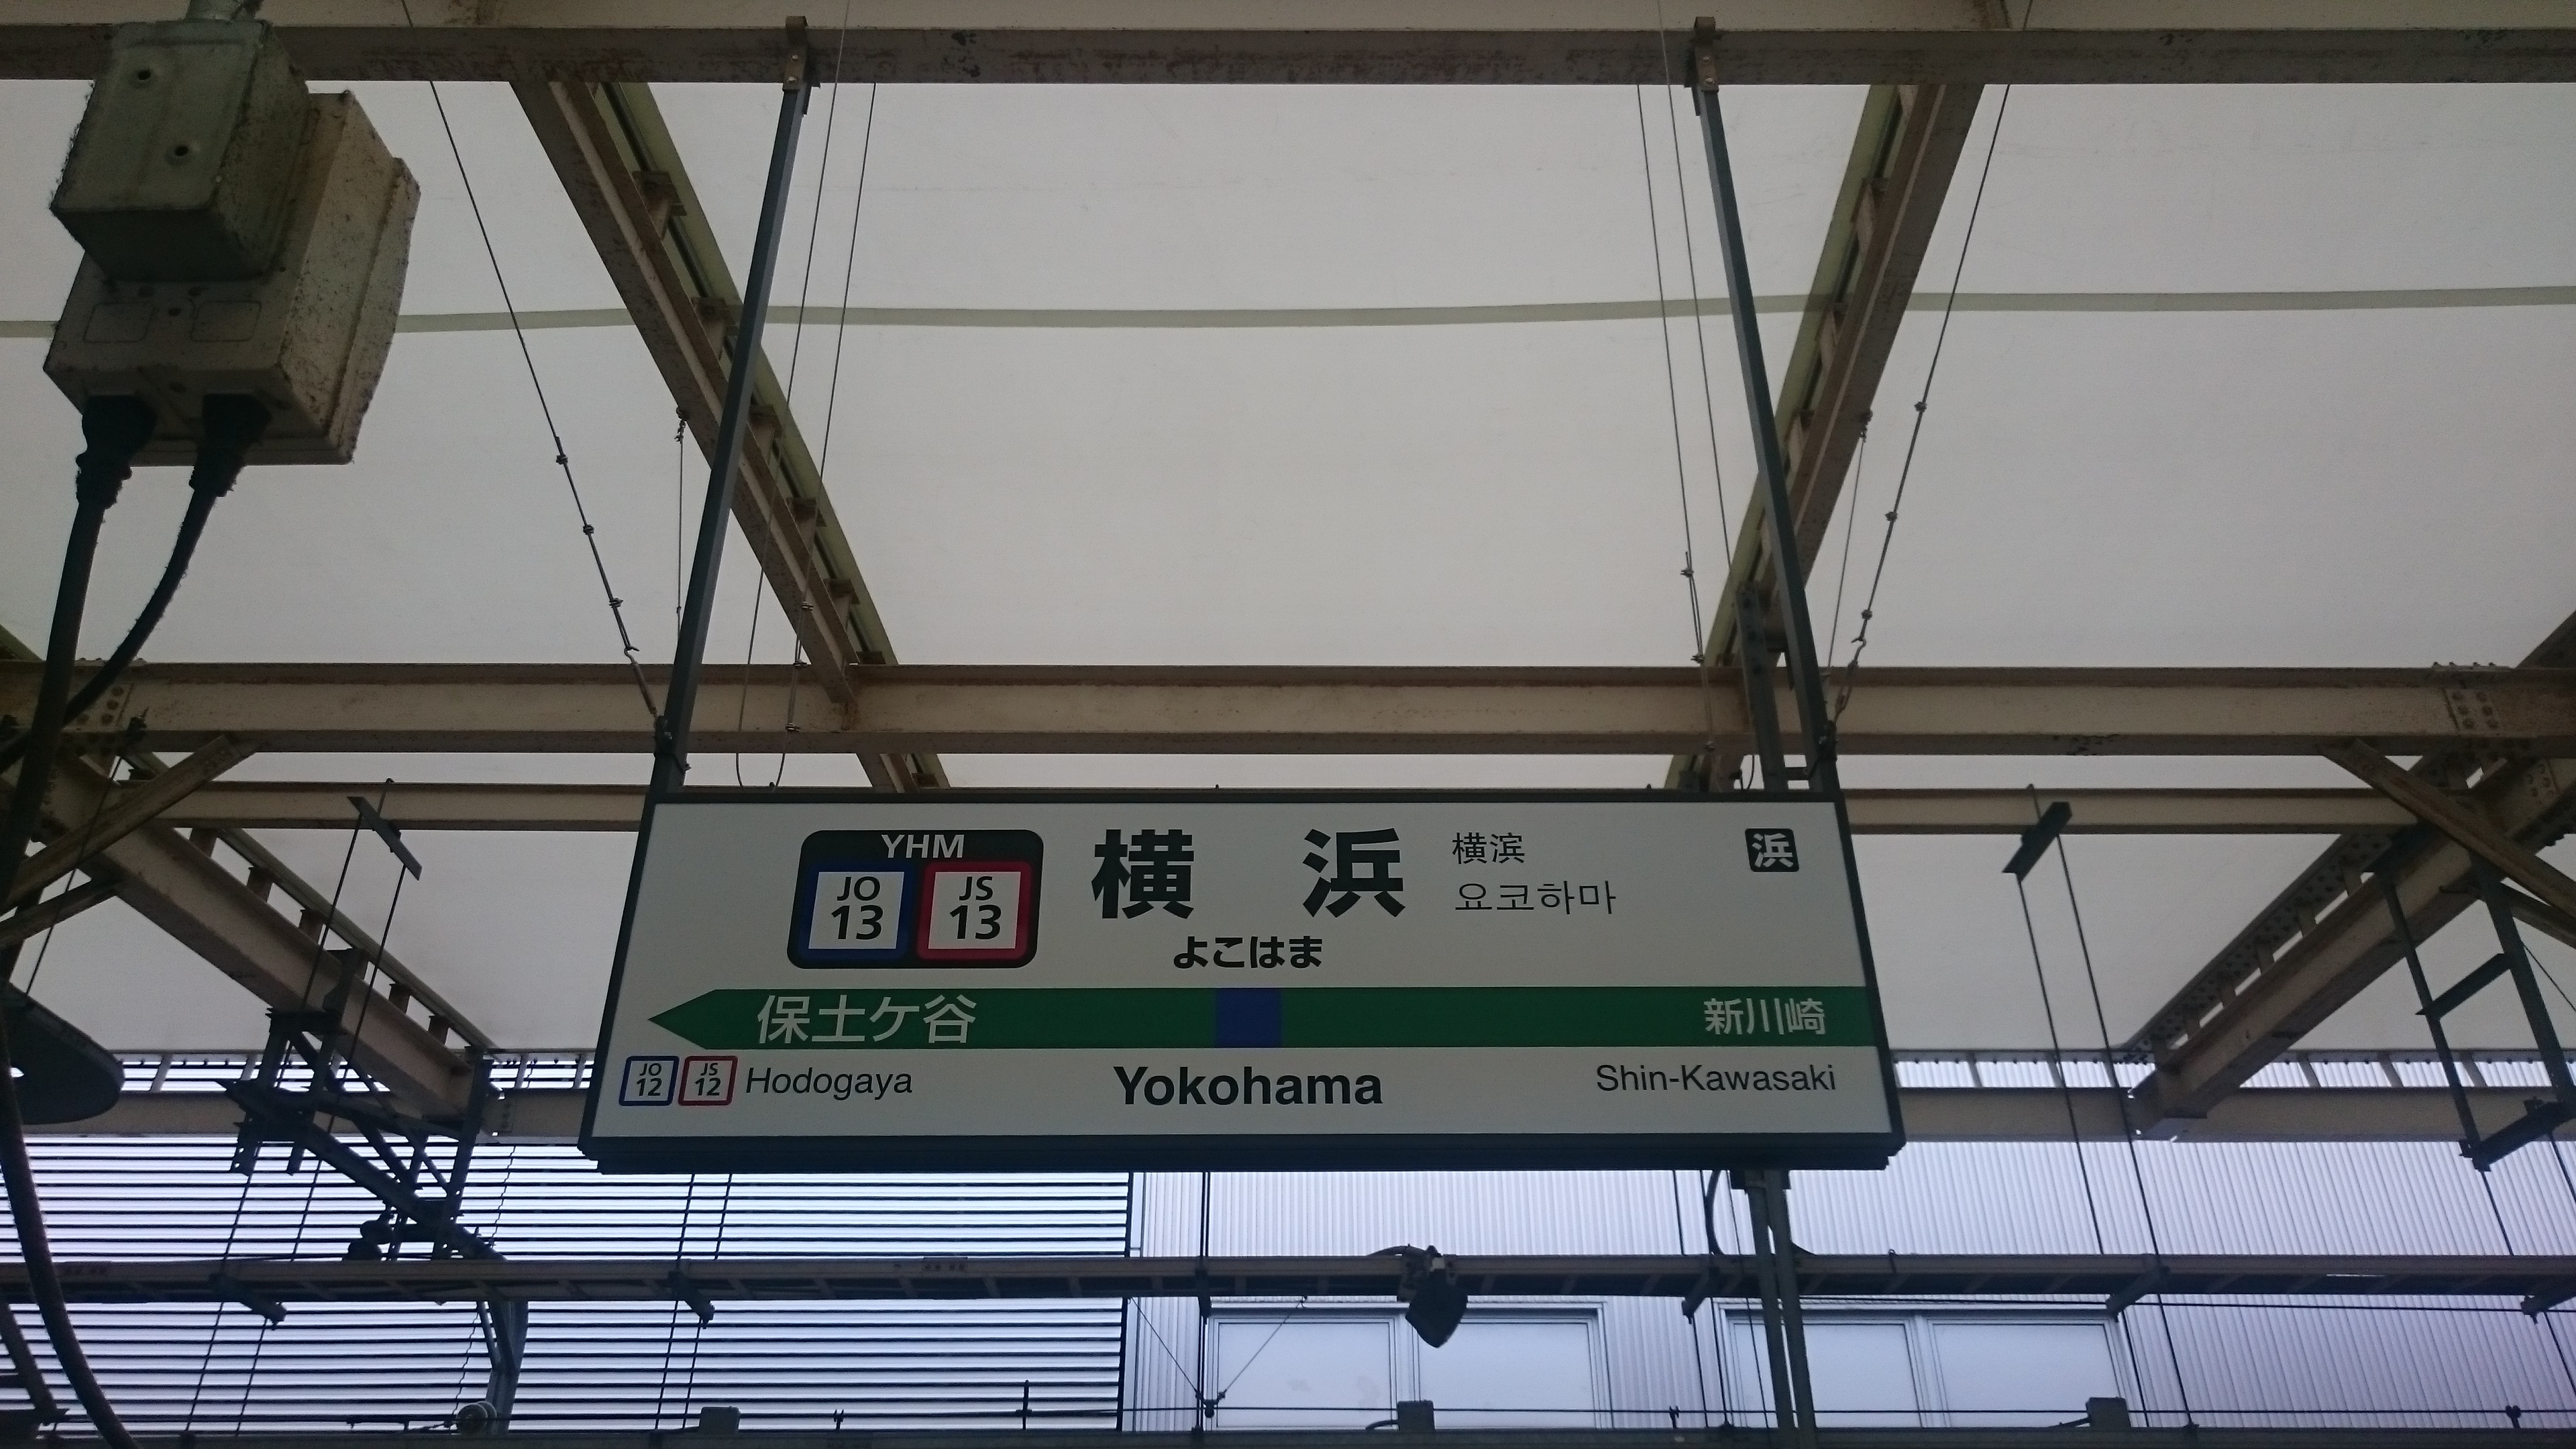 YHM
JO
13
JS
13
横 浜
横滨
요코하마
浜
よこはま
保土ケ谷
新川崎
JO
12
JS
12
Hodogaya
Yokohama
Shin-Kawasaki